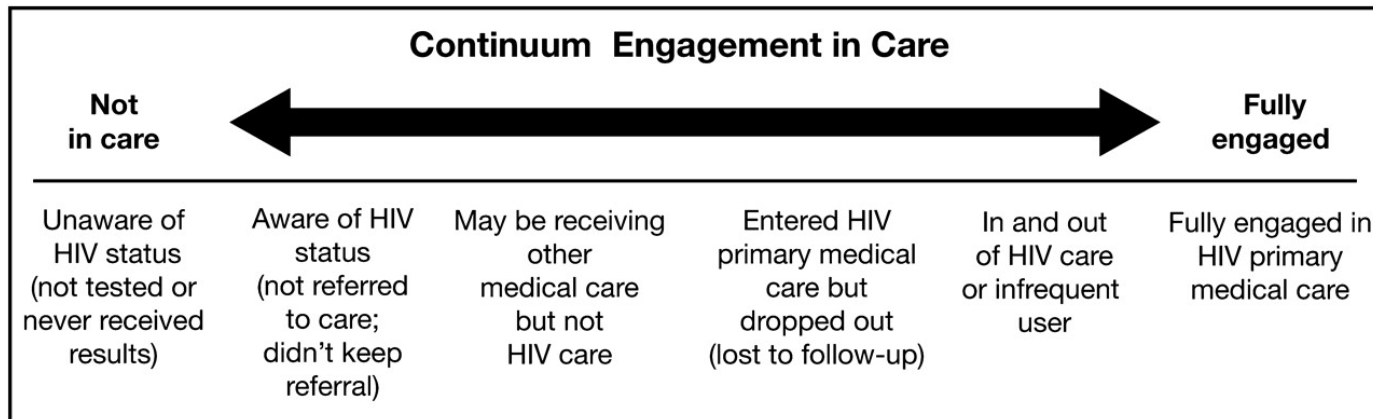 Continuum Engagement in Care
Not
in care
Fully
engaged
Unaware of
HIV status
(not tested or
never received
results)
Aware of HIV
status
(not referred
to care;
didn't keep
referral)
May be receiving
other
medical care
but not
HIV care
Entered HIV
primary medical
care but
dropped out
(lost to follow-up)
In and out
of HIV care
or infrequent
user
Fully engaged in
HIV primary
medical care